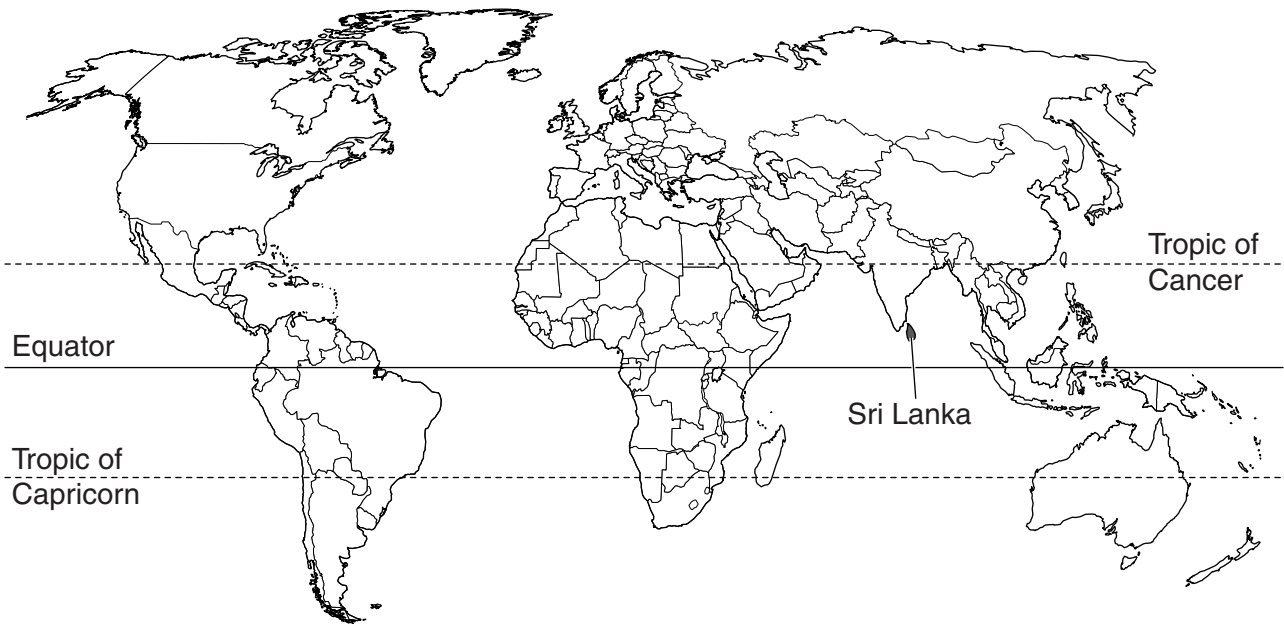 Tropic of
Cancer
Equator
Sri Lanka
Tropic of
Capricorn